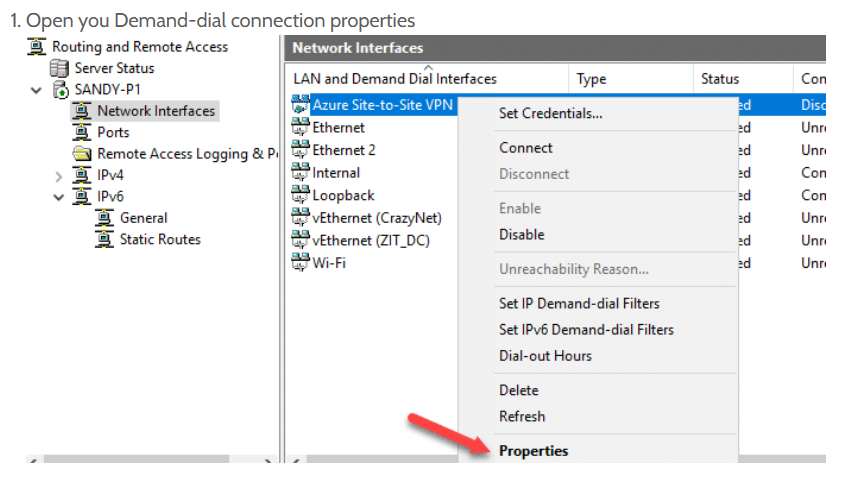 1. Open you Demand-dial connection properties
Routing and Remote Access
Server Status
SANDY-P1
Network Interfaces
Ports
Remote Access Logging &
IPv4
IPv6
General
Static Routes
Network Interfaces
LAN and Demand Dial Interfaces Type Status Con
Azure Site-to-Site VPN ed Disc
Ethernet ed Unr
Ethernet 2 ed Unr
Internal ed Con
Loopback ed Con
vEthernet (CrazyNet) ed Unr
vEthernet (ZIT_DC) ed Unr
Wi-Fi ed Unr
Set Credentials...
Connect
Disconnect
Enable
Disable
Unreachability Reason...
Set IP Demand-dial Filters
Set IPv6 Demand-dial Filters
Dial-out Hours
Delete
Refresh
Properties